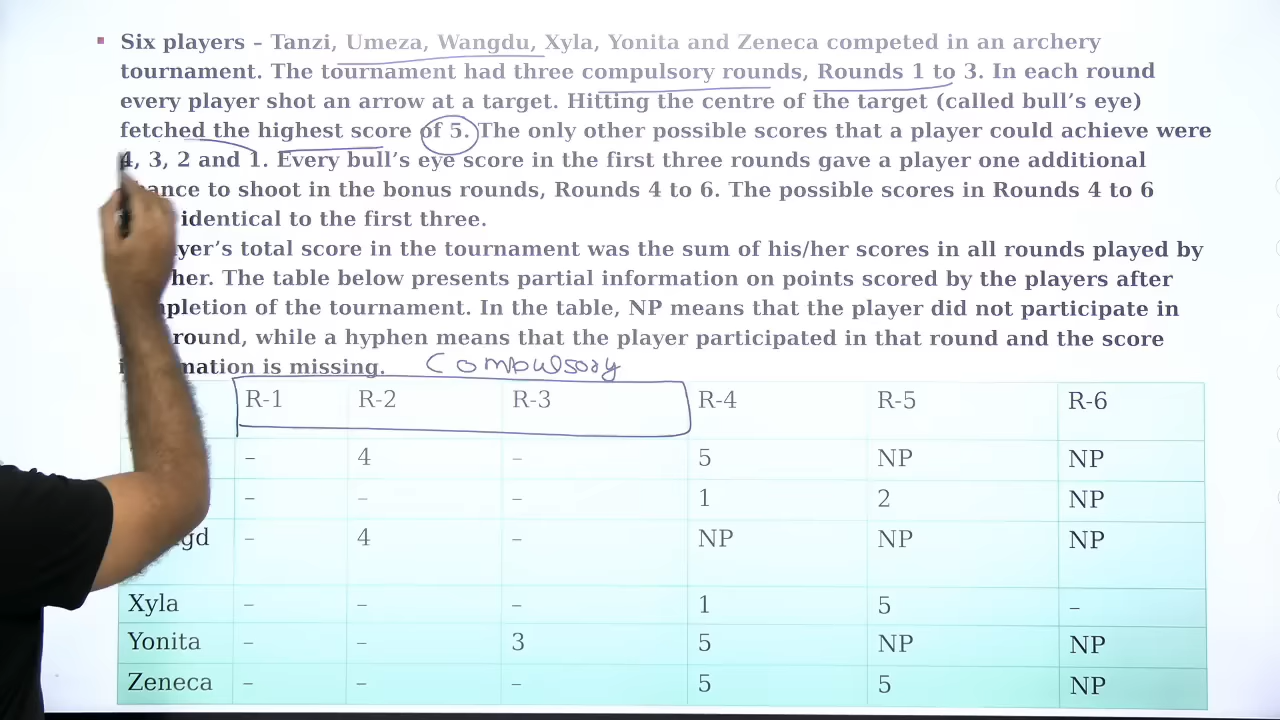 Six players – Tanzi, Umeza, Wangdu, Xyla, Yonita and Zeneca competed in an archery
tournament. The tournament had three compulsory rounds, Rounds 1 to 3. In each round
every player shot an arrow at a target. Hitting the centre of the target (called bull's eye)
fetched the highest score of 5. The only other possible scores that a player could achieve were
4, 3, 2 and 1. Every bull's eye score in the first three rounds gave a player one additional
to shoot in the bonus rounds, Rounds 4 to 6. The possible scores in Rounds 4 to 6
identical to the first three.
total score in the tournament was the sum of his/her scores in all rounds played by
The table below presents partial information on points scored by the players after
of the tournament. In the table, NP means that the player did not participate in
round, while a hyphen means that the player participated in that round and the score
is missing. Compulsory
R-1 R-2 R-3 R-4 R-5 R-6
– 4 – 5 NP NP
– – – 1 2 NP
– 4 – NP NP NP
Xyla – – – 1 5 –
Yonita – – 3 5 NP NP
Zeneca – – – 5 5 NP